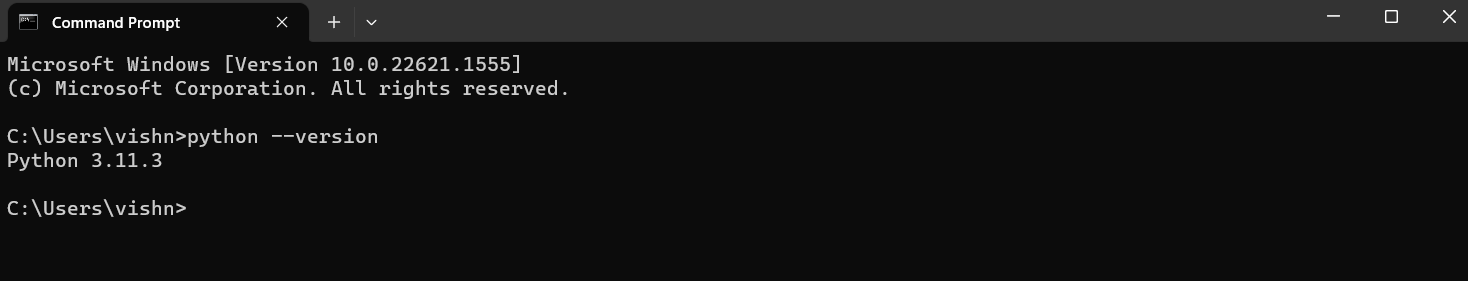 Command Prompt
Microsoft Windows [Version 10.0.22621.1555]
(c) Microsoft Corporation. All rights reserved.
C:\Users\vishn>python --version
Python 3.11.3
C:\Users\vishn>